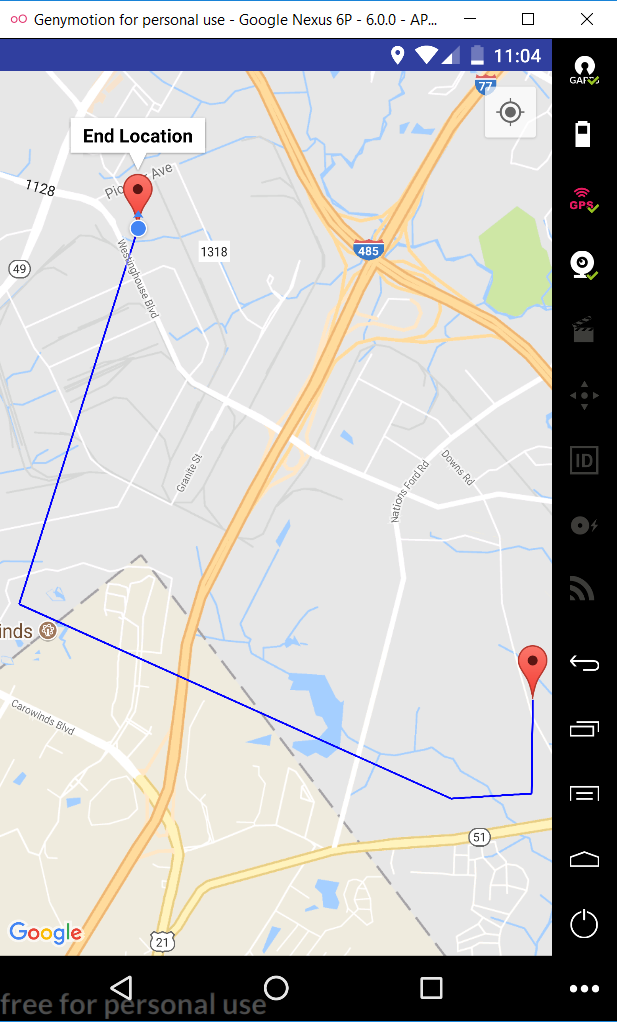 Genymotion for personal use - Google Nexus 6P - 6.0.0 - AP...
11:04
GAPPS
77
End Location
1128
GPS
485
1318
49
Westinghouse Blvd
Granite St
Nations Ford Rd
Downs Rd
ID
inds
Carowinds Blvd
51
Google
21
free for personal use